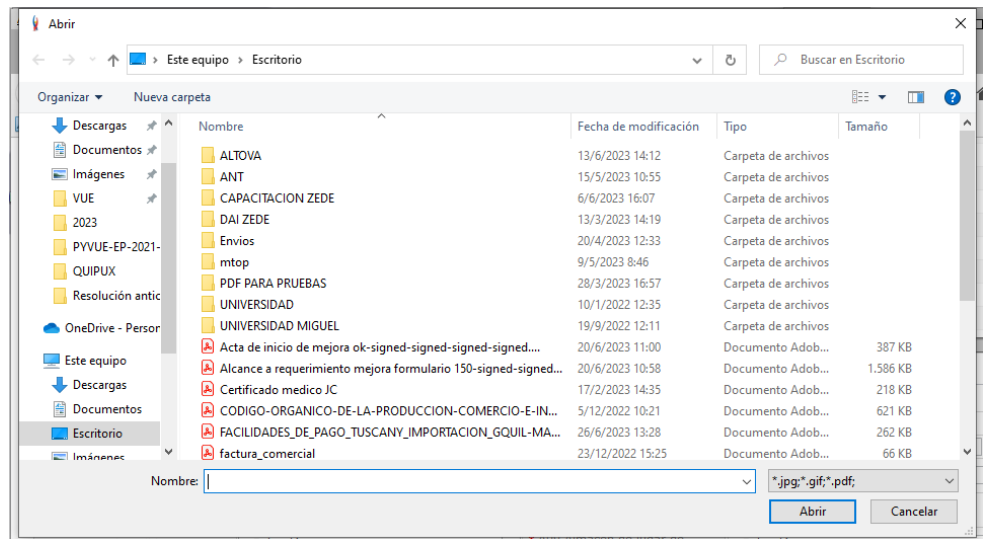 Abrir
Este equipo › Escritorio
Buscar en Escritorio
Organizar
Nueva carpeta
Descargas
Documentos
Imágenes
VUE
2023
PYVUE-EP-2021-
QUIPUX
Resolución antic
OneDrive - Person
Este equipo
Descargas
Documentos
Escritorio
Imágenes
Nombre Fecha de modificación Tipo Tamaño
ALTOVA 13/6/2023 14:12 Carpeta de archivos
ANT 15/5/2023 10:55 Carpeta de archivos
CAPACITACION ZEDE 6/6/2023 16:07 Carpeta de archivos
DAI ZEDE 13/3/2023 14:19 Carpeta de archivos
Envios 20/4/2023 12:33 Carpeta de archivos
mtop 9/5/2023 8:46 Carpeta de archivos
PDF PARA PRUEBAS 28/3/2023 16:57 Carpeta de archivos
UNIVERSIDAD 10/1/2022 12:35 Carpeta de archivos
UNIVERSIDAD MIGUEL 19/9/2022 12:11 Carpeta de archivos
Acta de inicio de mejora ok-signed-signed-signed-signed.... 20/6/2023 11:00 Documento Adob... 387 KB
Alcance a requerimiento mejora formulario 150-signed-signed... 20/6/2023 10:58 Documento Adob... 1.586 KB
Certificado medico JC 17/2/2023 14:35 Documento Adob... 218 KB
CODIGO-ORGANICO-DE-LA-PRODUCCION-COMERCIO-E-IN... 5/12/2022 10:21 Documento Adob... 621 KB
FACILIDADES_DE_PAGO_TUSCANY_IMPORTACION_GQUIL-MA... 26/6/2023 13:28 Documento Adob... 262 KB
factura_comercial 23/12/2022 15:25 Documento Adob... 66 KB
Nombre:
*.jpg;*.gif;*.pdf;
Abrir
Cancelar